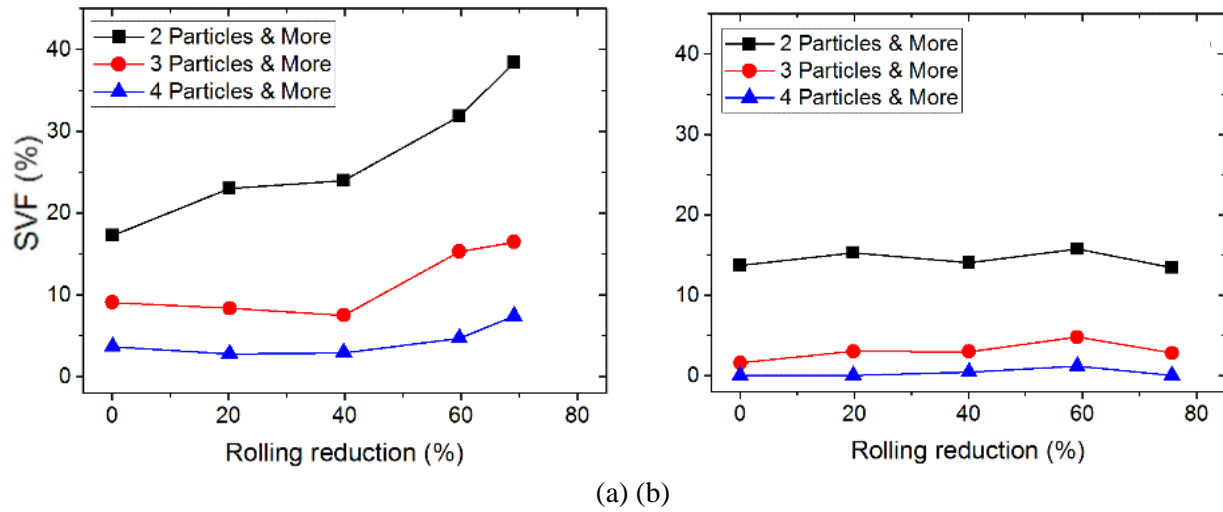 40
30
20
10
0
SVF (%)
2 Particles & More
3 Particles & More
4 Particles & More
0 20 40 60 80
Rolling reduction (%)
40
30
20
10
0
2 Particles & More
3 Particles & More
4 Particles & More
0 20 40 60 80
Rolling reduction (%)
(a) (b)